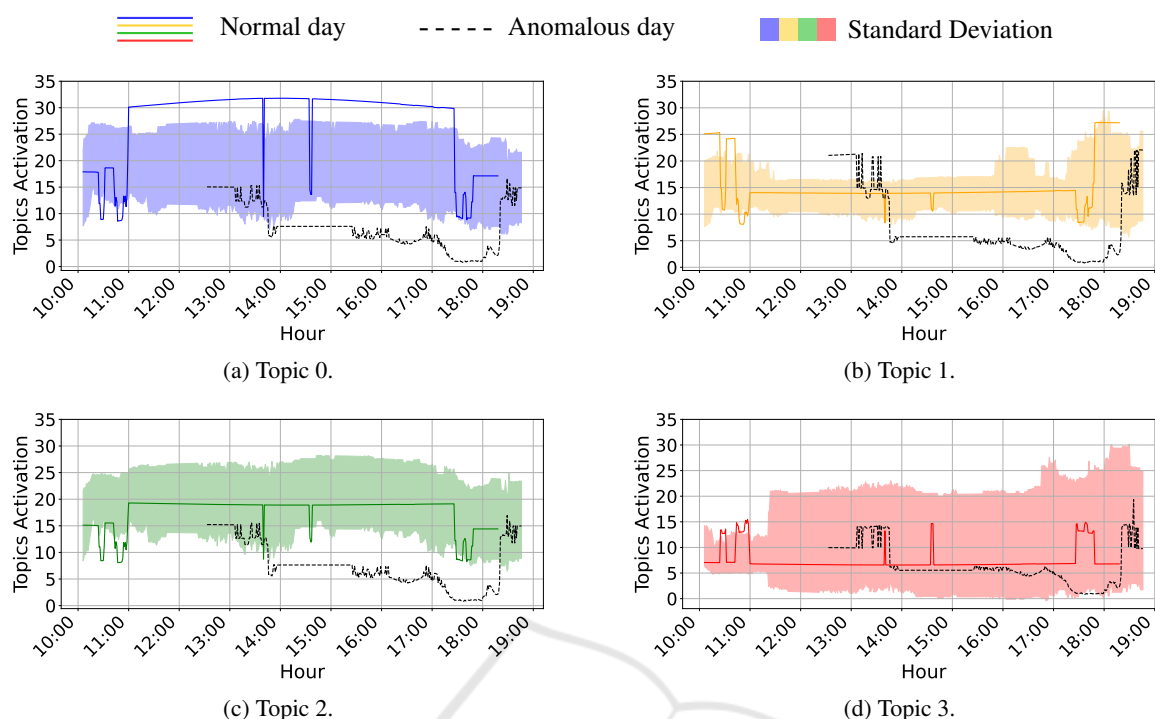 Normal day Anomalous day Standard Deviation
35
30
25
20
15
10
5
0
Topics Activation
10:00 11:00 12:00 13:00 14:00 15:00 16:00 17:00 18:00 19:00
Hour
(a) Topic 0.
35
30
25
20
15
10
5
0
Topics Activation
10:00 11:00 12:00 13:00 14:00 15:00 16:00 17:00 18:00 19:00
Hour
(b) Topic 1.
35
30
25
20
15
10
5
0
Topics Activation
10:00 11:00 12:00 13:00 14:00 15:00 16:00 17:00 18:00 19:00
Hour
(c) Topic 2.
35
30
25
20
15
10
5
0
Topics Activation
10:00 11:00 12:00 13:00 14:00 15:00 16:00 17:00 18:00 19:00
Hour
(d) Topic 3.